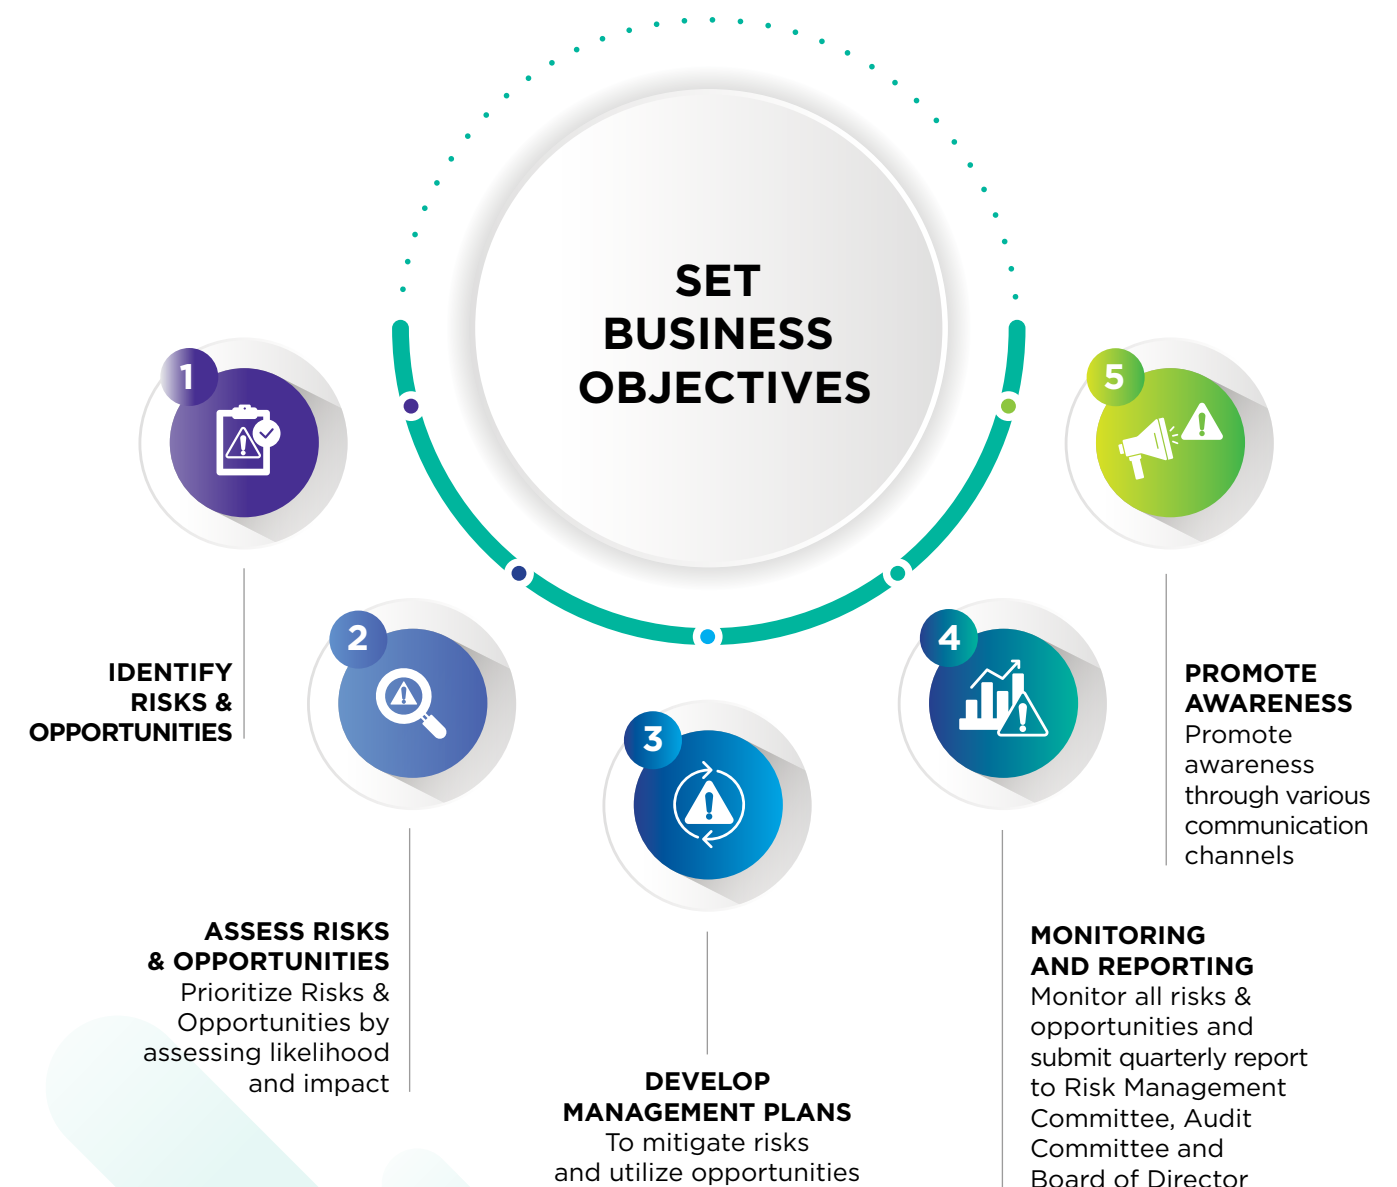 SET
BUSINESS
OBJECTIVES
1
IDENTIFY
RISKS &
OPPORTUNITIES
2
ASSESS RISKS
& OPPORTUNITIES
Prioritize Risks &
Opportunities by
assessing likelihood
and impact
3
DEVELOP
MANAGEMENT PLANS
To mitigate risks
and utilize opportunities
4
MONITORING
AND REPORTING
Monitor all risks &
opportunities and
submit quarterly report
to Risk Management
Committee, Audit
Committee and
Board of Director
5
PROMOTE
AWARENESS
Promote
awareness
through various
communication
channels